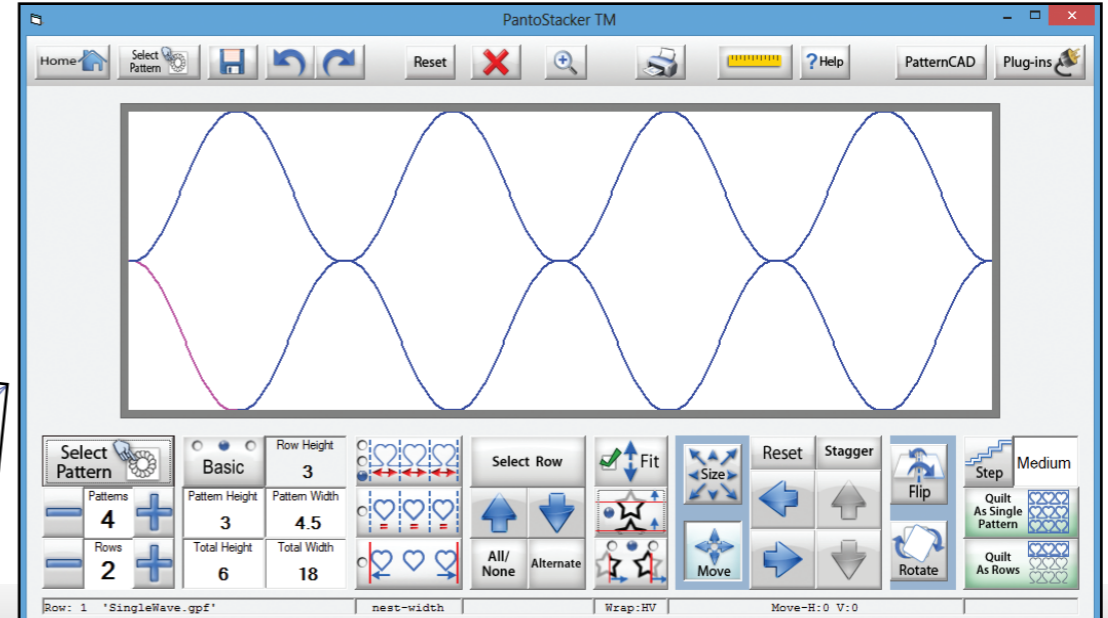 PantoStacker TM
Home
Select
Pattern
Reset
? Help
PatternCAD
Plug-ins
Select
Pattern
Basic
Row Height
3
Fit
Select Row
Size
Reset
Stagger
Flip
Step
Medium
Patterns
4
Pattern Height
3
Pattern Width
4.5
Quilt
As Single
Pattern
Rows
2
Total Height
6
Total Width
18
All/
None
Alternate
Move
Rotate
Quilt
As Rows
Row: 1 'SingleWave.gpf'
nest-width
Wrap:HV
Move-H:0 V:0